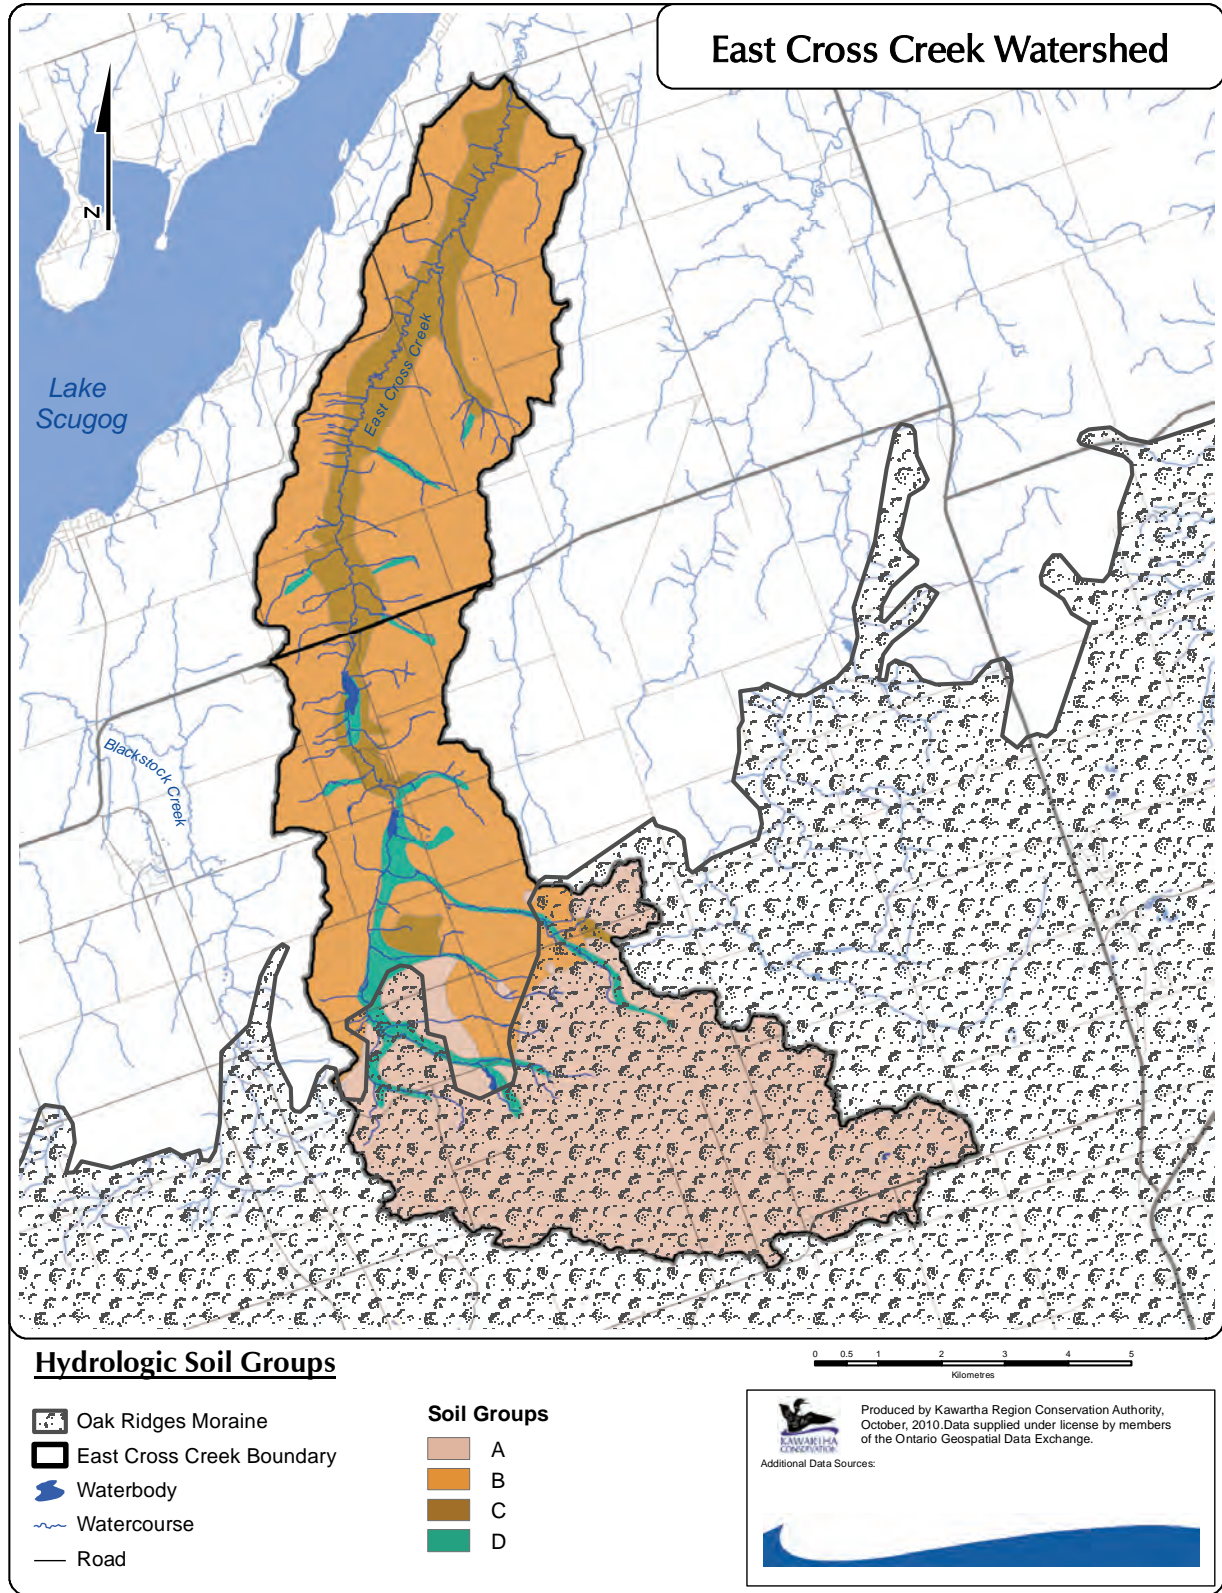 East Cross Creek Watershed
N
Lake
Scugog
East Cross Creek
Blackstock Creek
Hydrologic Soil Groups
Oak Ridges Moraine
East Cross Creek Boundary
Waterbody
Watercourse
Road
Soil Groups
A
B
C
D
0 0.5 1 2 3 4 5
Kilometres
KAWARTHA
CONSERVATION
Produced by Kawartha Region Conservation Authority,
October, 2010.Data supplied under license by members
of the Ontario Geospatial Data Exchange.
Additional Data Sources: